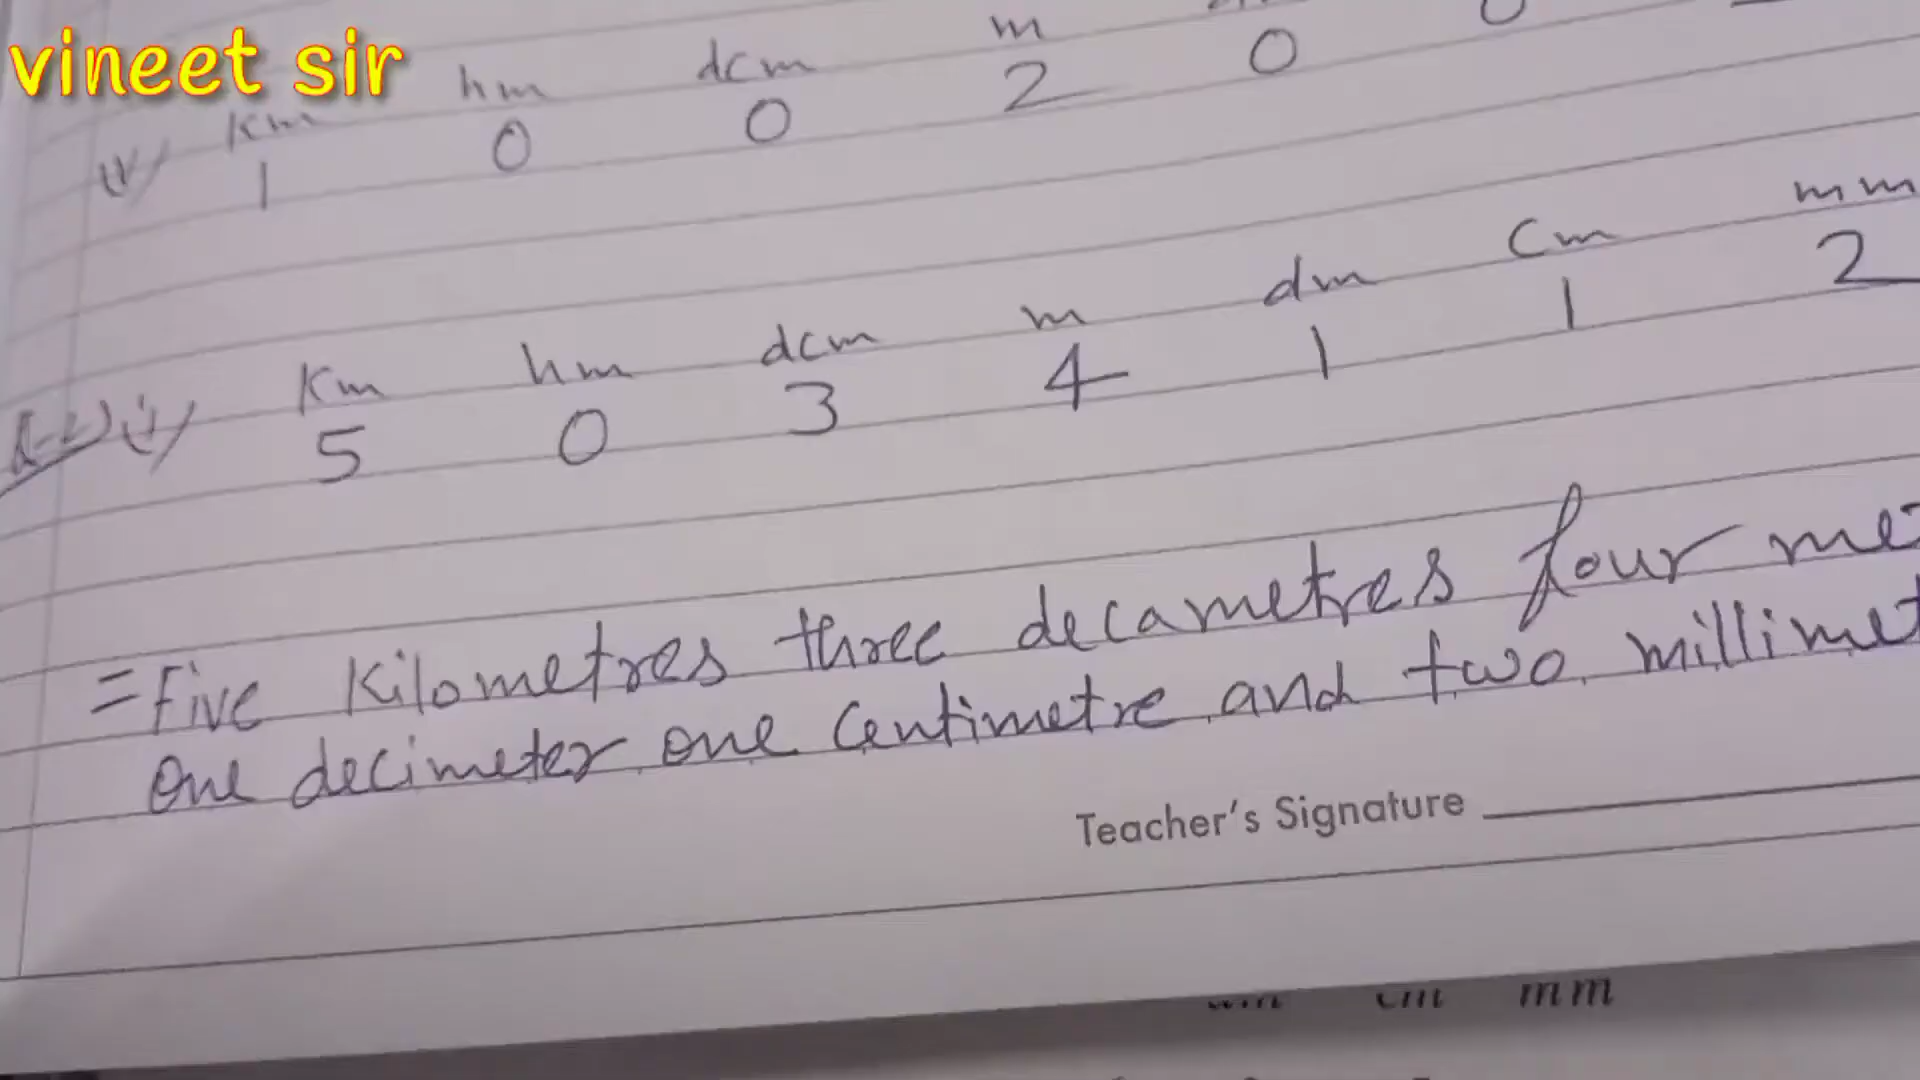 vineet sir
km hm dcm m
1 0 0 2 0
Km hm dcm m dm Cm mm
5 0 3 4 1 1 2
= Five Kilometres three decametres four
One decimeter one Centimetre and two
Teacher's Signature
cm mm